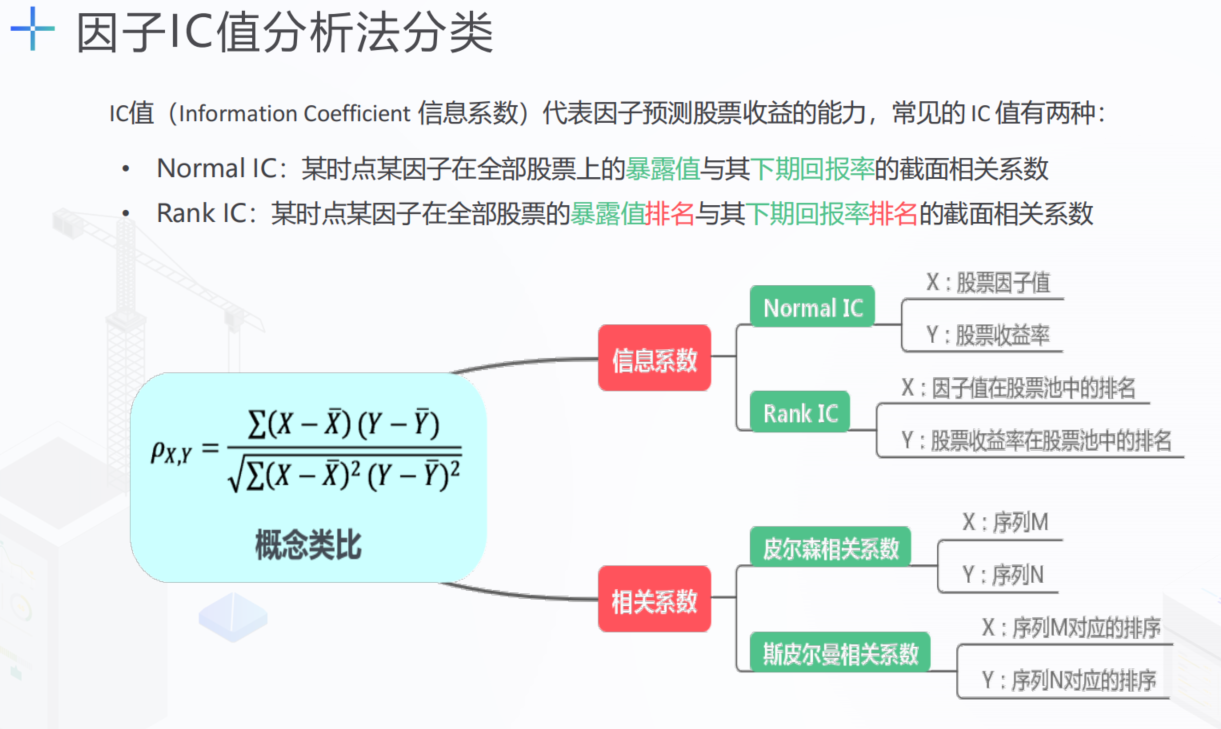 因子IC值分析法分类
IC值（Information Coefficient 信息系数）代表因子预测股票收益的能力，常见的 IC 值有两种：
• Normal IC：某时点某因子在全部股票上的暴露值与其下期回报率的截面相关系数
• Rank IC：某时点某因子在全部股票的暴露值排名与其下期回报率排名的截面相关系数
ρX,Y = ∑(X − X̄)(Y − Ȳ) / √∑(X − X̄)²(Y − Ȳ)²
概念类比
信息系数
Normal IC
X：股票因子值
Y：股票收益率
Rank IC
X：因子值在股票池中的排名
Y：股票收益率在股票池中的排名
相关系数
皮尔森相关系数
X：序列M
Y：序列N
斯皮尔曼相关系数
X：序列M对应的排序
Y：序列N对应的排序